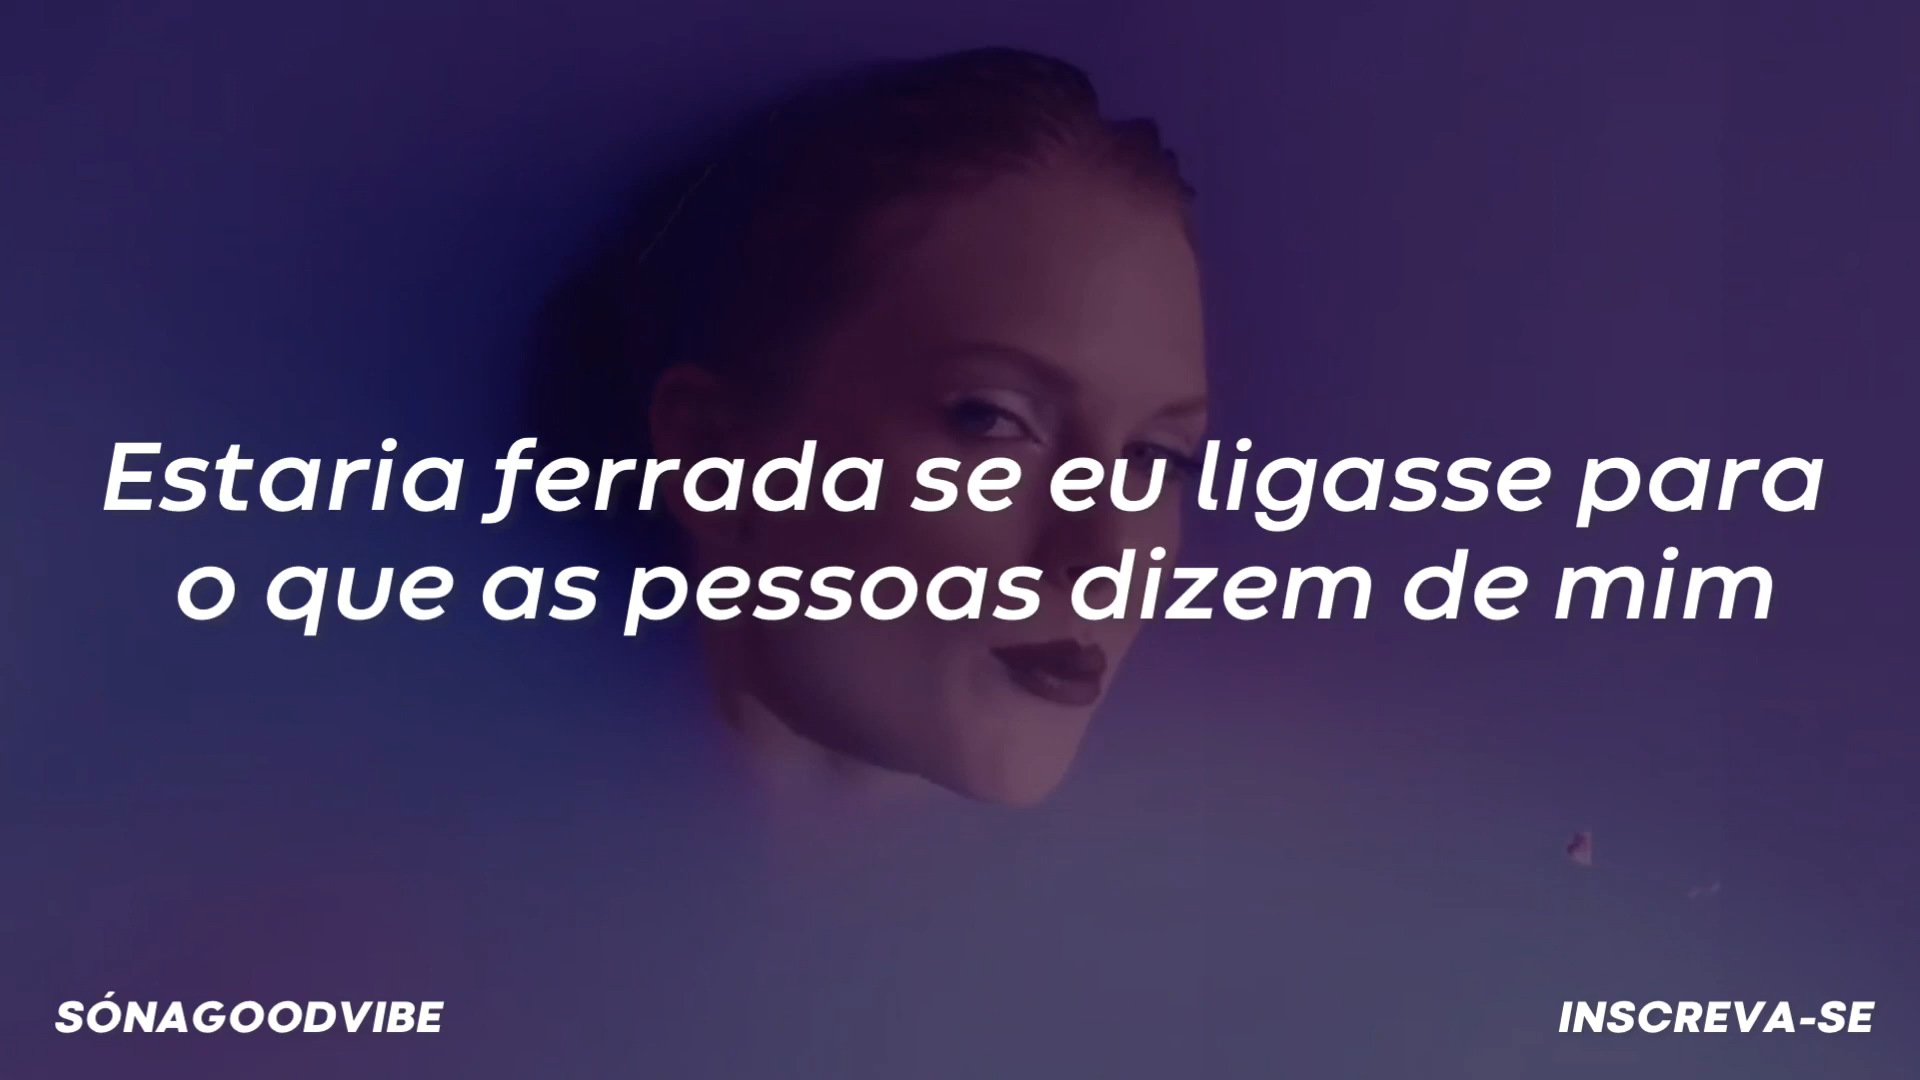 Estaria ferrada se eu ligasse para
o que as pessoas dizem de mim
SÓNAGOODVIBE
INSCREVA-SE